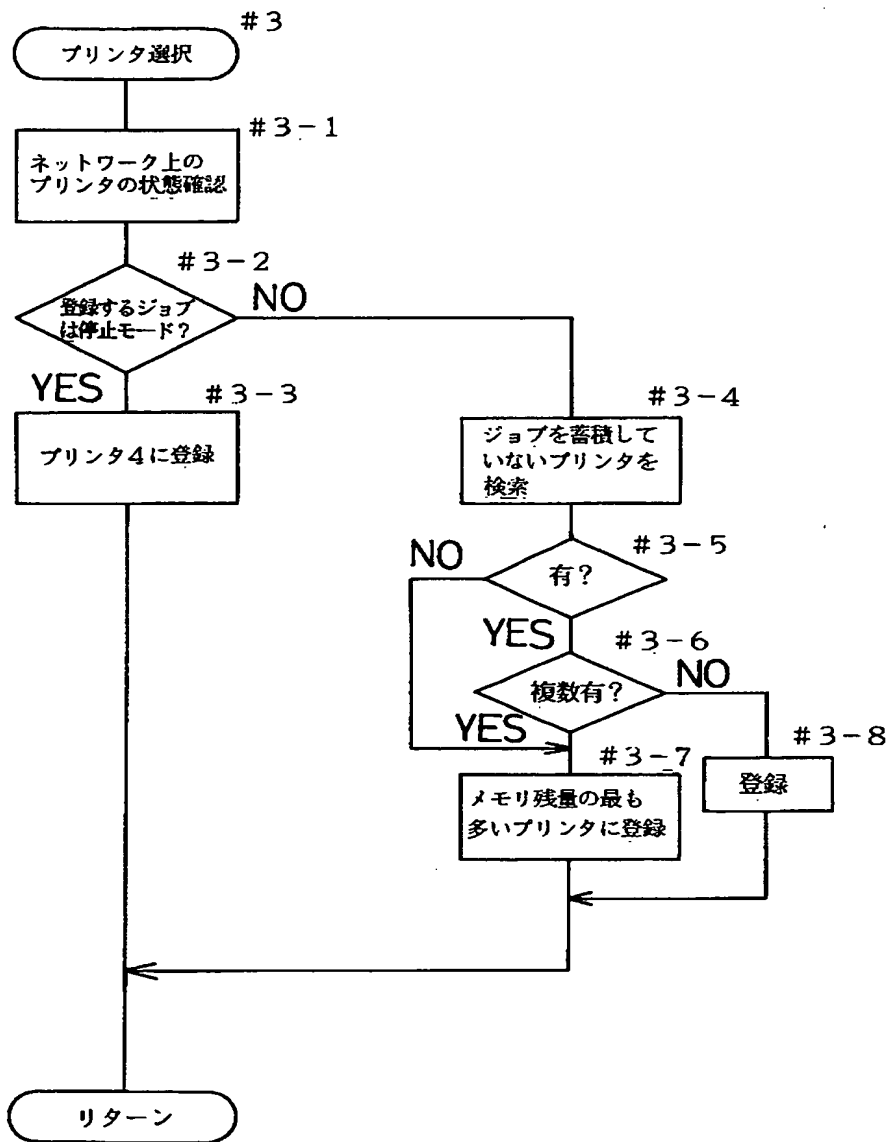 #3
プリンタ選択
#3-1
ネットワーク上の
プリンタの状態確認
#3-2
登録するジョブ
は停止モード?
NO
YES
#3-3
プリンタ4に登録
#3-4
ジョブを蓄積して
いないプリンタを
検索
#3-5
有?
NO
YES
#3-6
複数有?
NO
YES
#3-7
メモリ残量の最も
多いプリンタに登録
#3-8
登録
リターン